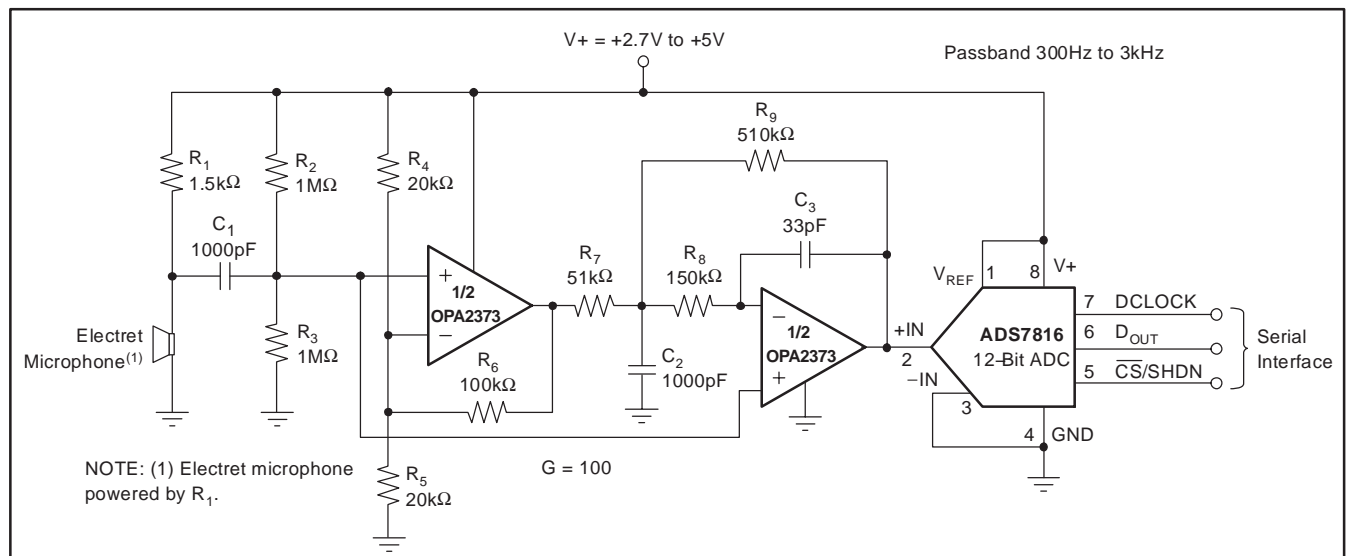 V+ = +2.7V to +5V
Passband 300Hz to 3kHz
R9
510kΩ
R1
1.5kΩ
R2
1MΩ
R4
20kΩ
C3
33pF
C1
1000pF
R7
51kΩ
R8
150kΩ
VREF
1
8
V+
+
1/2
OPA2373
−
−
1/2
OPA2373
+
7
DCLOCK
+IN
2
ADS7816
12–Bit ADC
6
DOUT
Serial
Interface
5
CS/SHDN
−IN
3
4
GND
Electret
Microphone(1)
R3
1MΩ
R6
100kΩ
C2
1000pF
NOTE: (1) Electret microphone
powered by R1.
R5
20kΩ
G = 100